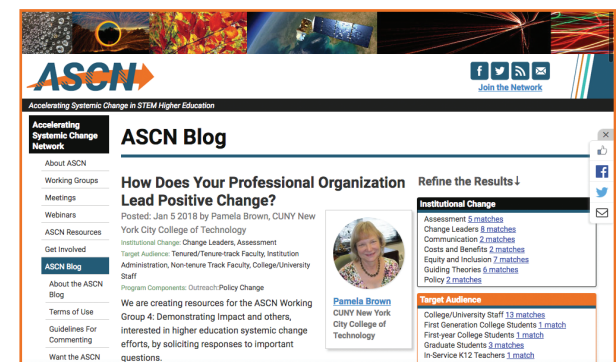 ASCN
Join the Network
Accelerating Systemic Change in STEM Higher Education
Accelerating
Systemic Change
Network
About ASCN
Working Groups
Meetings
Webinars
ASCN Resources
Get Involved
ASCN Blog
About the ASCN
Blog
Terms of Use
Guidelines For
Commenting
Want the ASCN
ASCN Blog
How Does Your Professional Organization
Lead Positive Change?
Posted: Jan 5 2018 by Pamela Brown, CUNY New
York City College of Technology
Institutional Change: Change Leaders, Assessment
Target Audience: Tenured/Tenure-track Faculty, Institution
Administration, Non-tenure Track Faculty, College/University
Staff
Program Components: Outreach:Policy Change
We are creating resources for the ASCN Working
Group 4: Demonstrating Impact and others,
interested in higher education systemic change
efforts, by soliciting responses to important
questions.
Pamela Brown
CUNY New York
City College of
Technology
Refine the Results↓
Institutional Change
Assessment 5 matches
Change Leaders 8 matches
Communication 2 matches
Costs and Benefits 2 matches
Equity and Inclusion 7 matches
Guiding Theories 6 matches
Policy 2 matches
Target Audience
College/University Staff 13 matches
First Generation College Students 1 match
First-year College Students 1 match
Graduate Students 3 matches
In-Service K12 Teachers 1 match